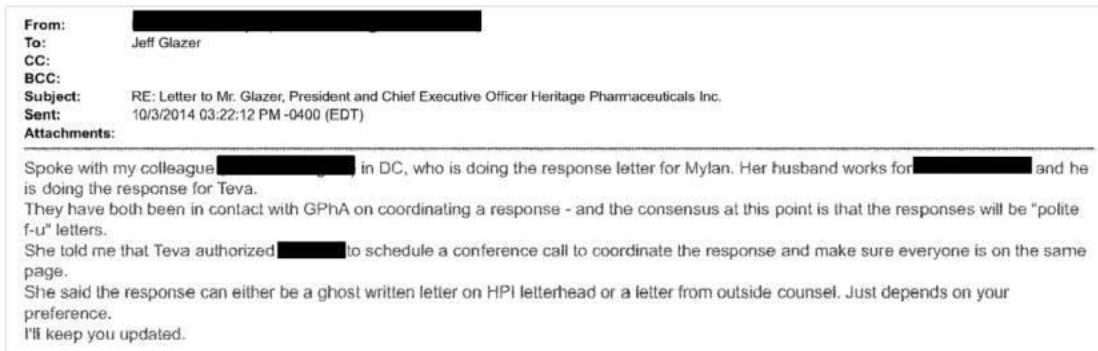 From:
To: Jeff Glazer
CC:
BCC:
Subject: RE: Letter to Mr. Glazer, President and Chief Executive Officer Heritage Pharmaceuticals Inc.
Sent: 10/3/2014 03:22:12 PM -0400 (EDT)
Attachments:
Spoke with my colleague in DC, who is doing the response letter for Mylan. Her husband works for and he
is doing the response for Teva.
They have both been in contact with GPhA on coordinating a response - and the consensus at this point is that the responses will be "polite
f-u" letters.
She told me that Teva authorized to schedule a conference call to coordinate the response and make sure everyone is on the same
page.
She said the response can either be a ghost written letter on HPI letterhead or a letter from outside counsel. Just depends on your
preference.
I'll keep you updated.